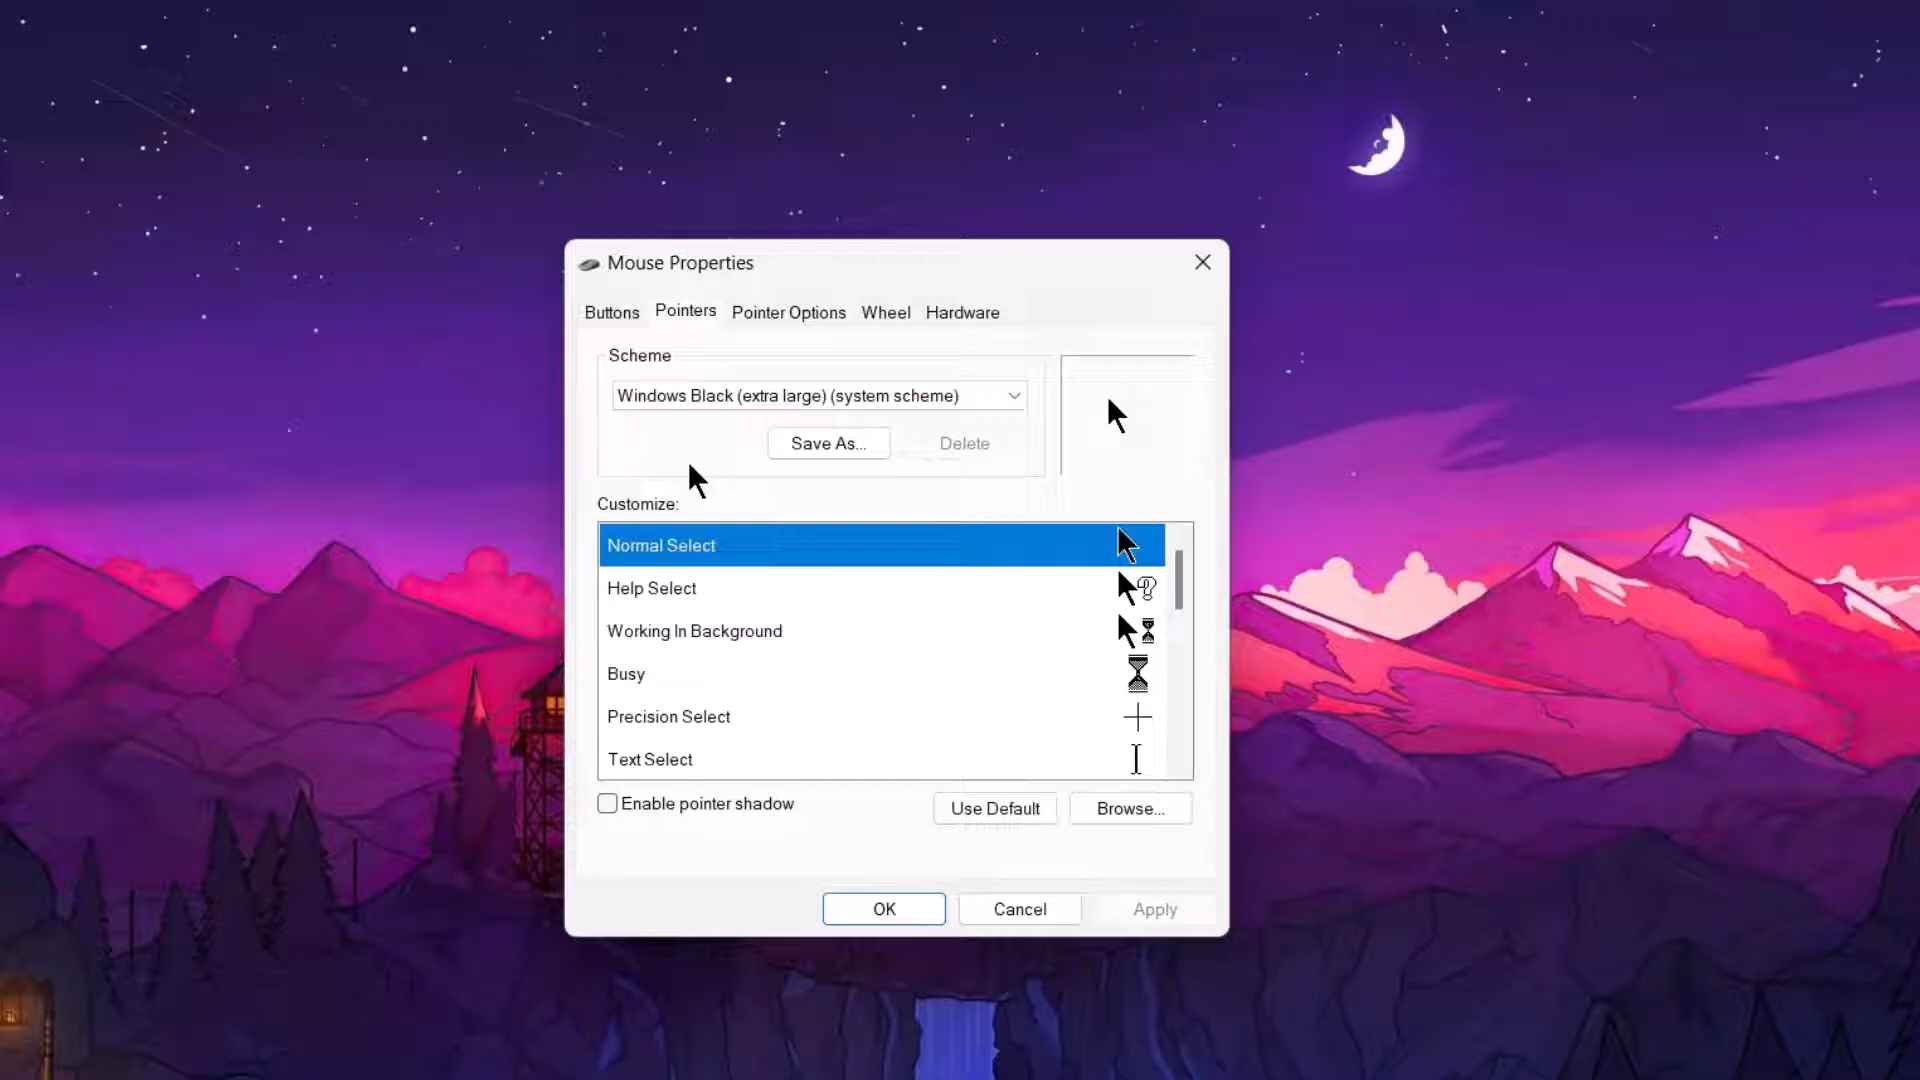 Mouse Properties
Buttons Pointers Pointer Options Wheel Hardware
Scheme
Windows Black (extra large) (system scheme)
Save As... Delete
Customize:
Normal Select
Help Select
Working In Background
Busy
Precision Select
Text Select
Enable pointer shadow Use Default Browse...
OK Cancel Apply